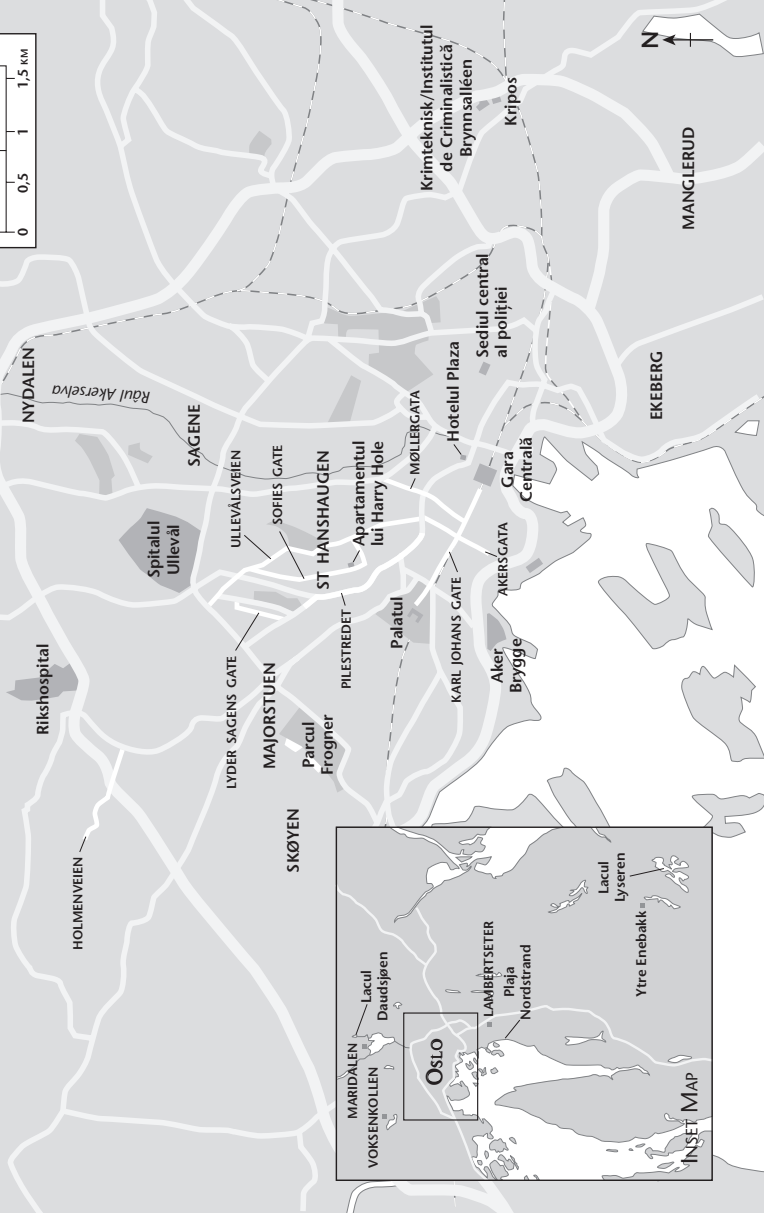 HOLMENVEIEN
Rikshospital
LYDER SAGENS GATE
MAJORSTUEN
Parcul
Frogner
SKØYEN
Spitalul
Ullevål
NYDALEN
Râul Akerselva
SAGENE
ULLEVÅLSVEIEN
SOFIES GATE
ST HANSHAUGEN
Apartamentul
lui Harry Hole
PILESTREDET
Palatul
MØLLERGATA
Hotelul Plaza
Sediul central
al poliției
KARL JOHANS GATE
AKERSGATA
Gara
Centrală
Aker
Brygge
EKEBERG
MANGLERUD
Krimteknisk/Institutul
de Criminalistică
Brynnsalléen
Kripos
N
0
0,5
1
1,5 KM
MARIDALEN
Lacul
Daudsjøen
VOKSENKOLLEN
OSLO
LAMBERTSETER
Plaja
Nordstrand
Ytre Enebakk
Lacul
Lyseren
INSET MAP